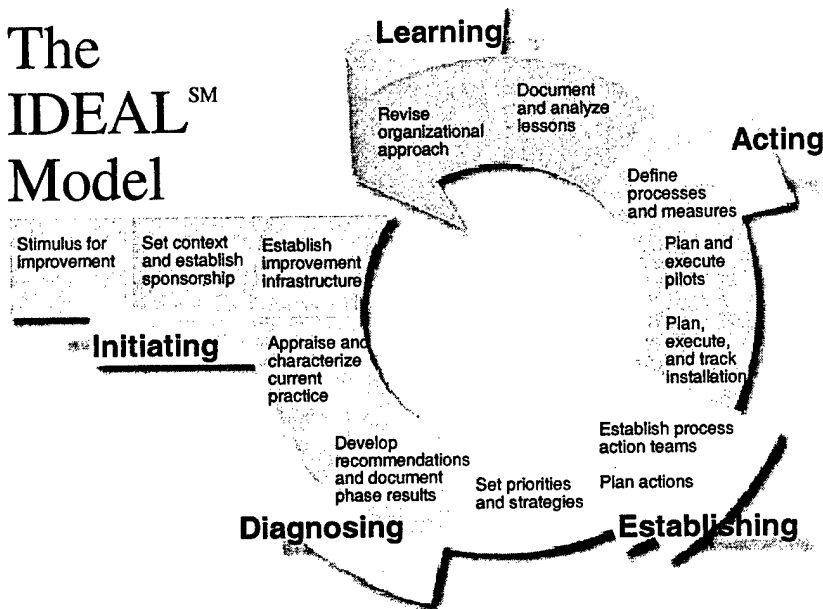 The
IDEAL℠
Model
Learning
Revise
organizational
approach
Document
and analyze
lessons
Acting
Define
processes
and measures
Plan and
execute
pilots
Plan,
execute,
and track
installation
Stimulus for
improvement
Set context
and establish
sponsorship
Establish
improvement
infrastructure
Initiating
Appraise and
characterize
current
practice
Develop
recommendations
and document
phase results
Diagnosing
Set priorities
and strategies
Establish process
action teams
Plan actions
Establishing